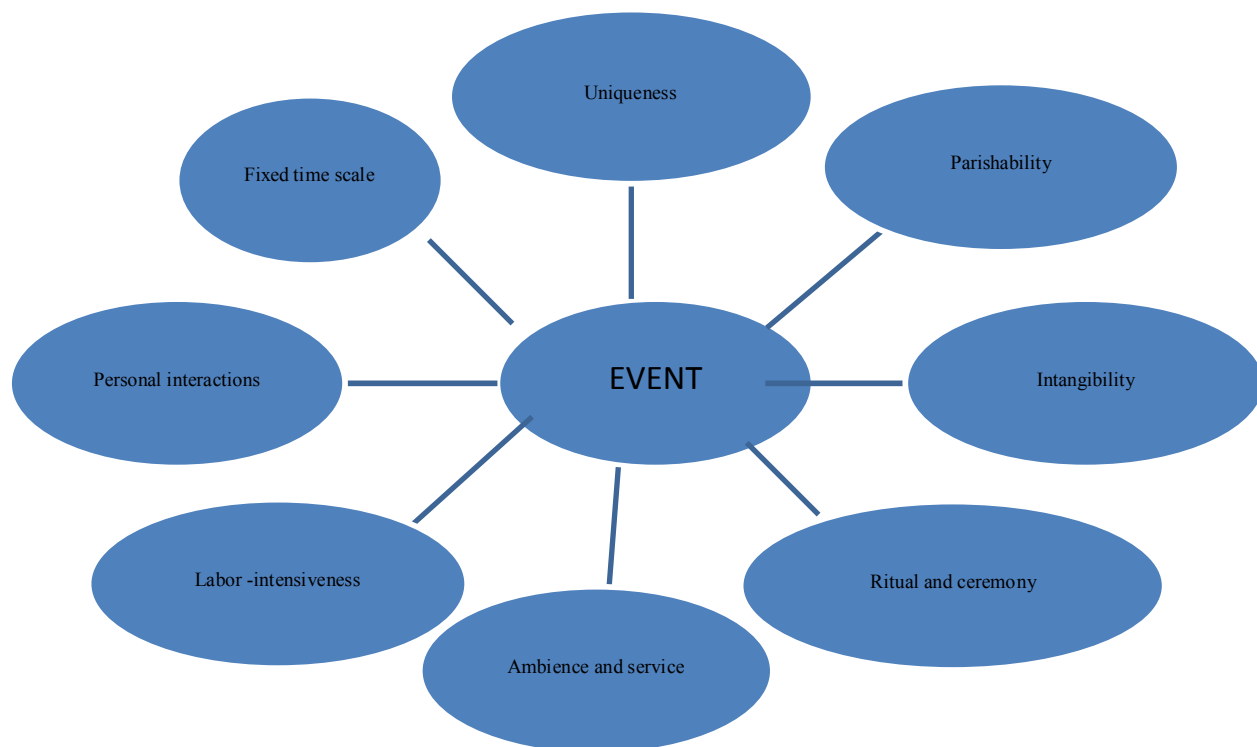 Uniqueness
Parishability
Fixed time scale
Personal interactions
EVENT
Intangibility
Labor -intensiveness
Ritual and ceremony
Ambience and service